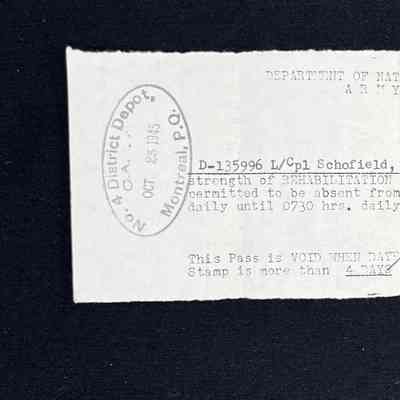 No. 4 District Depot,
C.A.
OCT 23 1945
Montreal, P.Q.
DEPARTMENT OF NAT
A R M Y
D-135996 L/Cpl Schofield,
strength of REHABILITATION
permitted to be absent from
daily until 0730 hrs. daily
This Pass is VOID WHEN DATE
Stamp is more than 4 DAYS